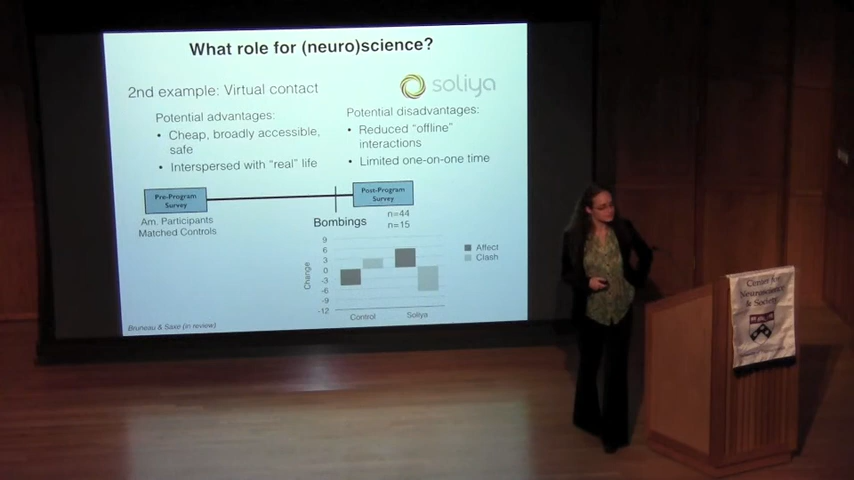 What role for (neuro)science?
2nd example: Virtual contact
soliya
Potential advantages:
• Cheap, broadly accessible,
safe
• Interspersed with "real" life
Potential disadvantages:
• Reduced "offline"
interactions
• Limited one-on-one time
Pre-Program
Survey
Post-Program
Survey
Am. Participants
Matched Controls
Bombings
n=44
n=15
Change
9
6
3
0
-3
-6
-9
-12
Control
Soliya
Affect
Clash
Bruneau & Saxe (in review)
Center for
Neuroscience
& Society